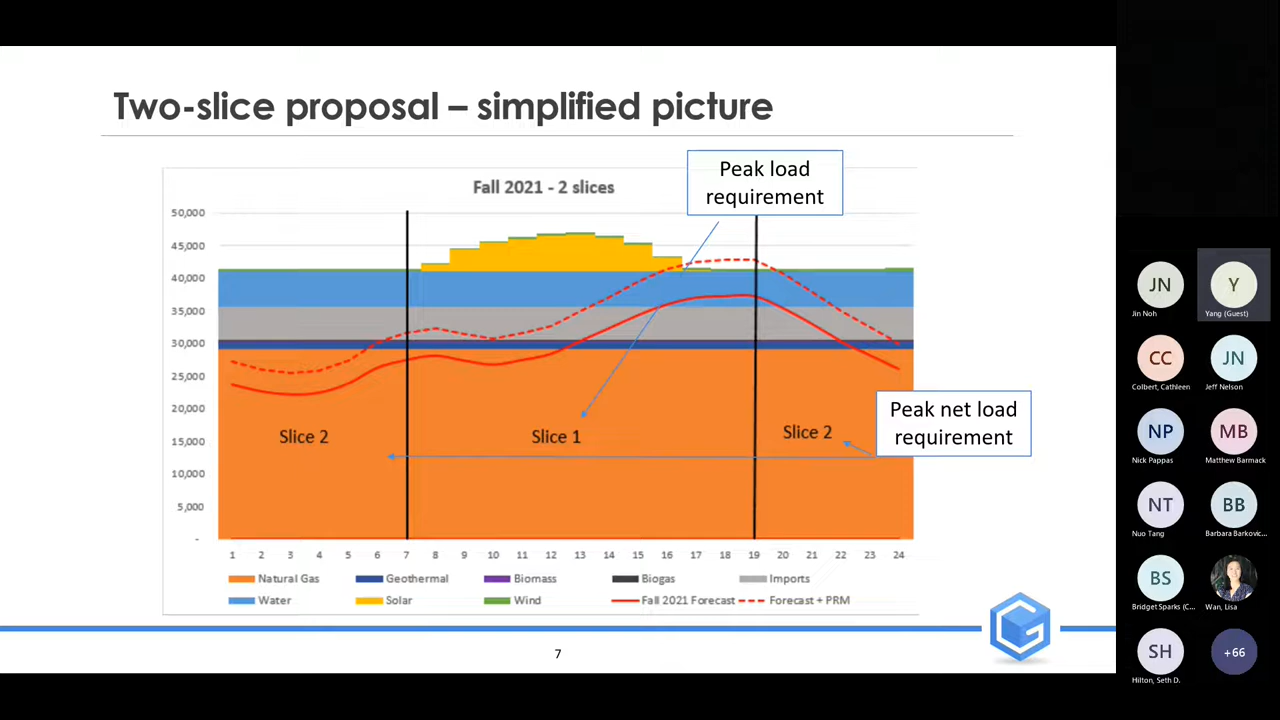 Two-slice proposal – simplified picture
Peak load
requirement
Fall 2021 - 2 slices
50,000
45,000
40,000
35,000
30,000
25,000
20,000
15,000
10,000
5,000
-
Slice 2
Slice 1
Slice 2
Peak net load
requirement
1 2 3 4 5 6 7 8 9 10 11 12 13 14 15 16 17 18 19 20 21 22 23 24
Natural Gas Geothermal Biomass Biogas Imports
Water Solar Wind Fall 2021 Forecast Forecast + PRM
7
JN
Jin Noh
Y
Yang (Guest)
CC
Colbert, Cathleen
JN
Jeff Nelson
NP
Nick Pappas
MB
Matthew Barmack
NT
Nuo Tang
BB
Barbara Barkovic...
BS
Bridget Sparks (C...
Wan, Lisa
SH
Hilton, Seth D.
+66